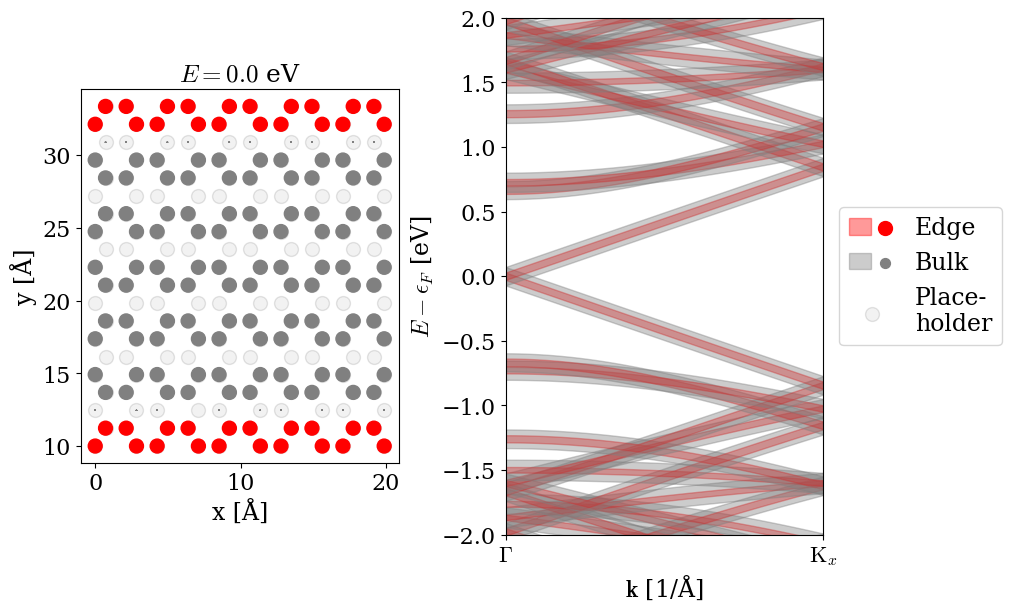 E = 0.0 eV
30
25
20
15
10
y [Å]
0
10
20
x [Å]
2.0
1.5
1.0
0.5
0.0
−0.5
−1.0
−1.5
−2.0
E − ϵ_F [eV]
Γ
K_x
k [1/Å]
Edge
Bulk
Place-
holder